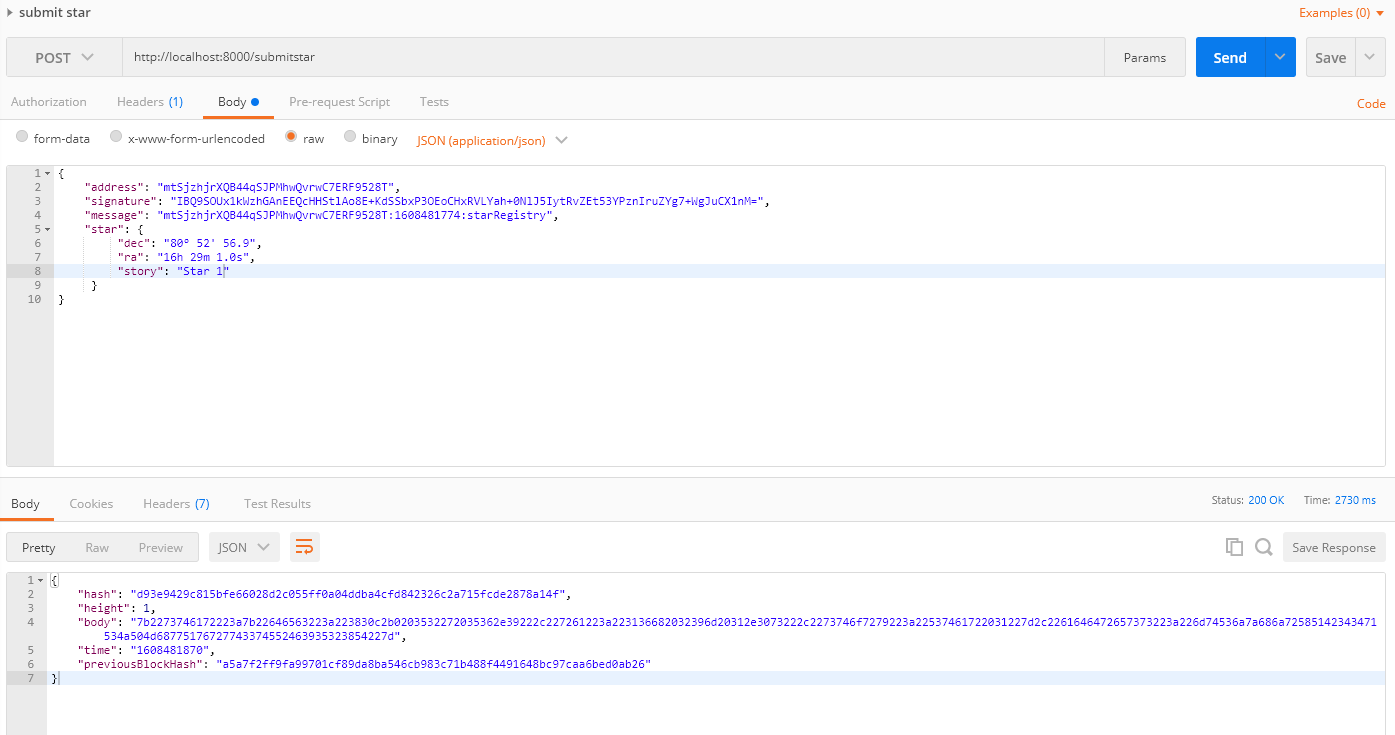 submit star
Examples (0)
POST
http://localhost:8000/submitstar
Params
Send
Save
Authorization
Headers (1)
Body
Pre-request Script
Tests
Code
form-data
x-www-form-urlencoded
raw
binary
JSON (application/json)
1 {
2 "address": "mtSjzhjrXQB44qSJPMhwQvrwC7ERF9528T",
3 "signature": "IBQ9SOUx1kWzhGAnEEQcHHStlAo8E+KdSSbxP3OEoCHxRVLYah+0NlJ5IytRvZEt53YPznIruZYg7+WgJuCX1nM=",
4 "message": "mtSjzhjrXQB44qSJPMhwQvrwC7ERF9528T:1608481774:starRegistry",
5 "star": {
6 "dec": "80° 52' 56.9",
7 "ra": "16h 29m 1.0s",
8 "story": "Star 1"
9 }
10 }
Body
Cookies
Headers (7)
Test Results
Status: 200 OK
Time: 2730 ms
Pretty
Raw
Preview
JSON
Save Response
1 {
2 "hash": "d93e9429c815bfe66028d2c055ff0a04ddba4cfd842326c2a715fcde2878a14f",
3 "height": 1,
4 "body": "7b2273746172223a7b22646563223a223830c2b0203532272035362e39222c227261223a223136682032396d20312e3073222c2273746f7279223a22537461722031227d2c2261646472657373223a226d74536a7a686a72585142343471
534a504d6877517672774337455246393532385422​7d",
5 "time": "1608481870",
6 "previousBlockHash": "a5a7f2ff9fa99701cf89da8ba546cb983c71b488f4491648bc97caa6bed0ab26"
7 }